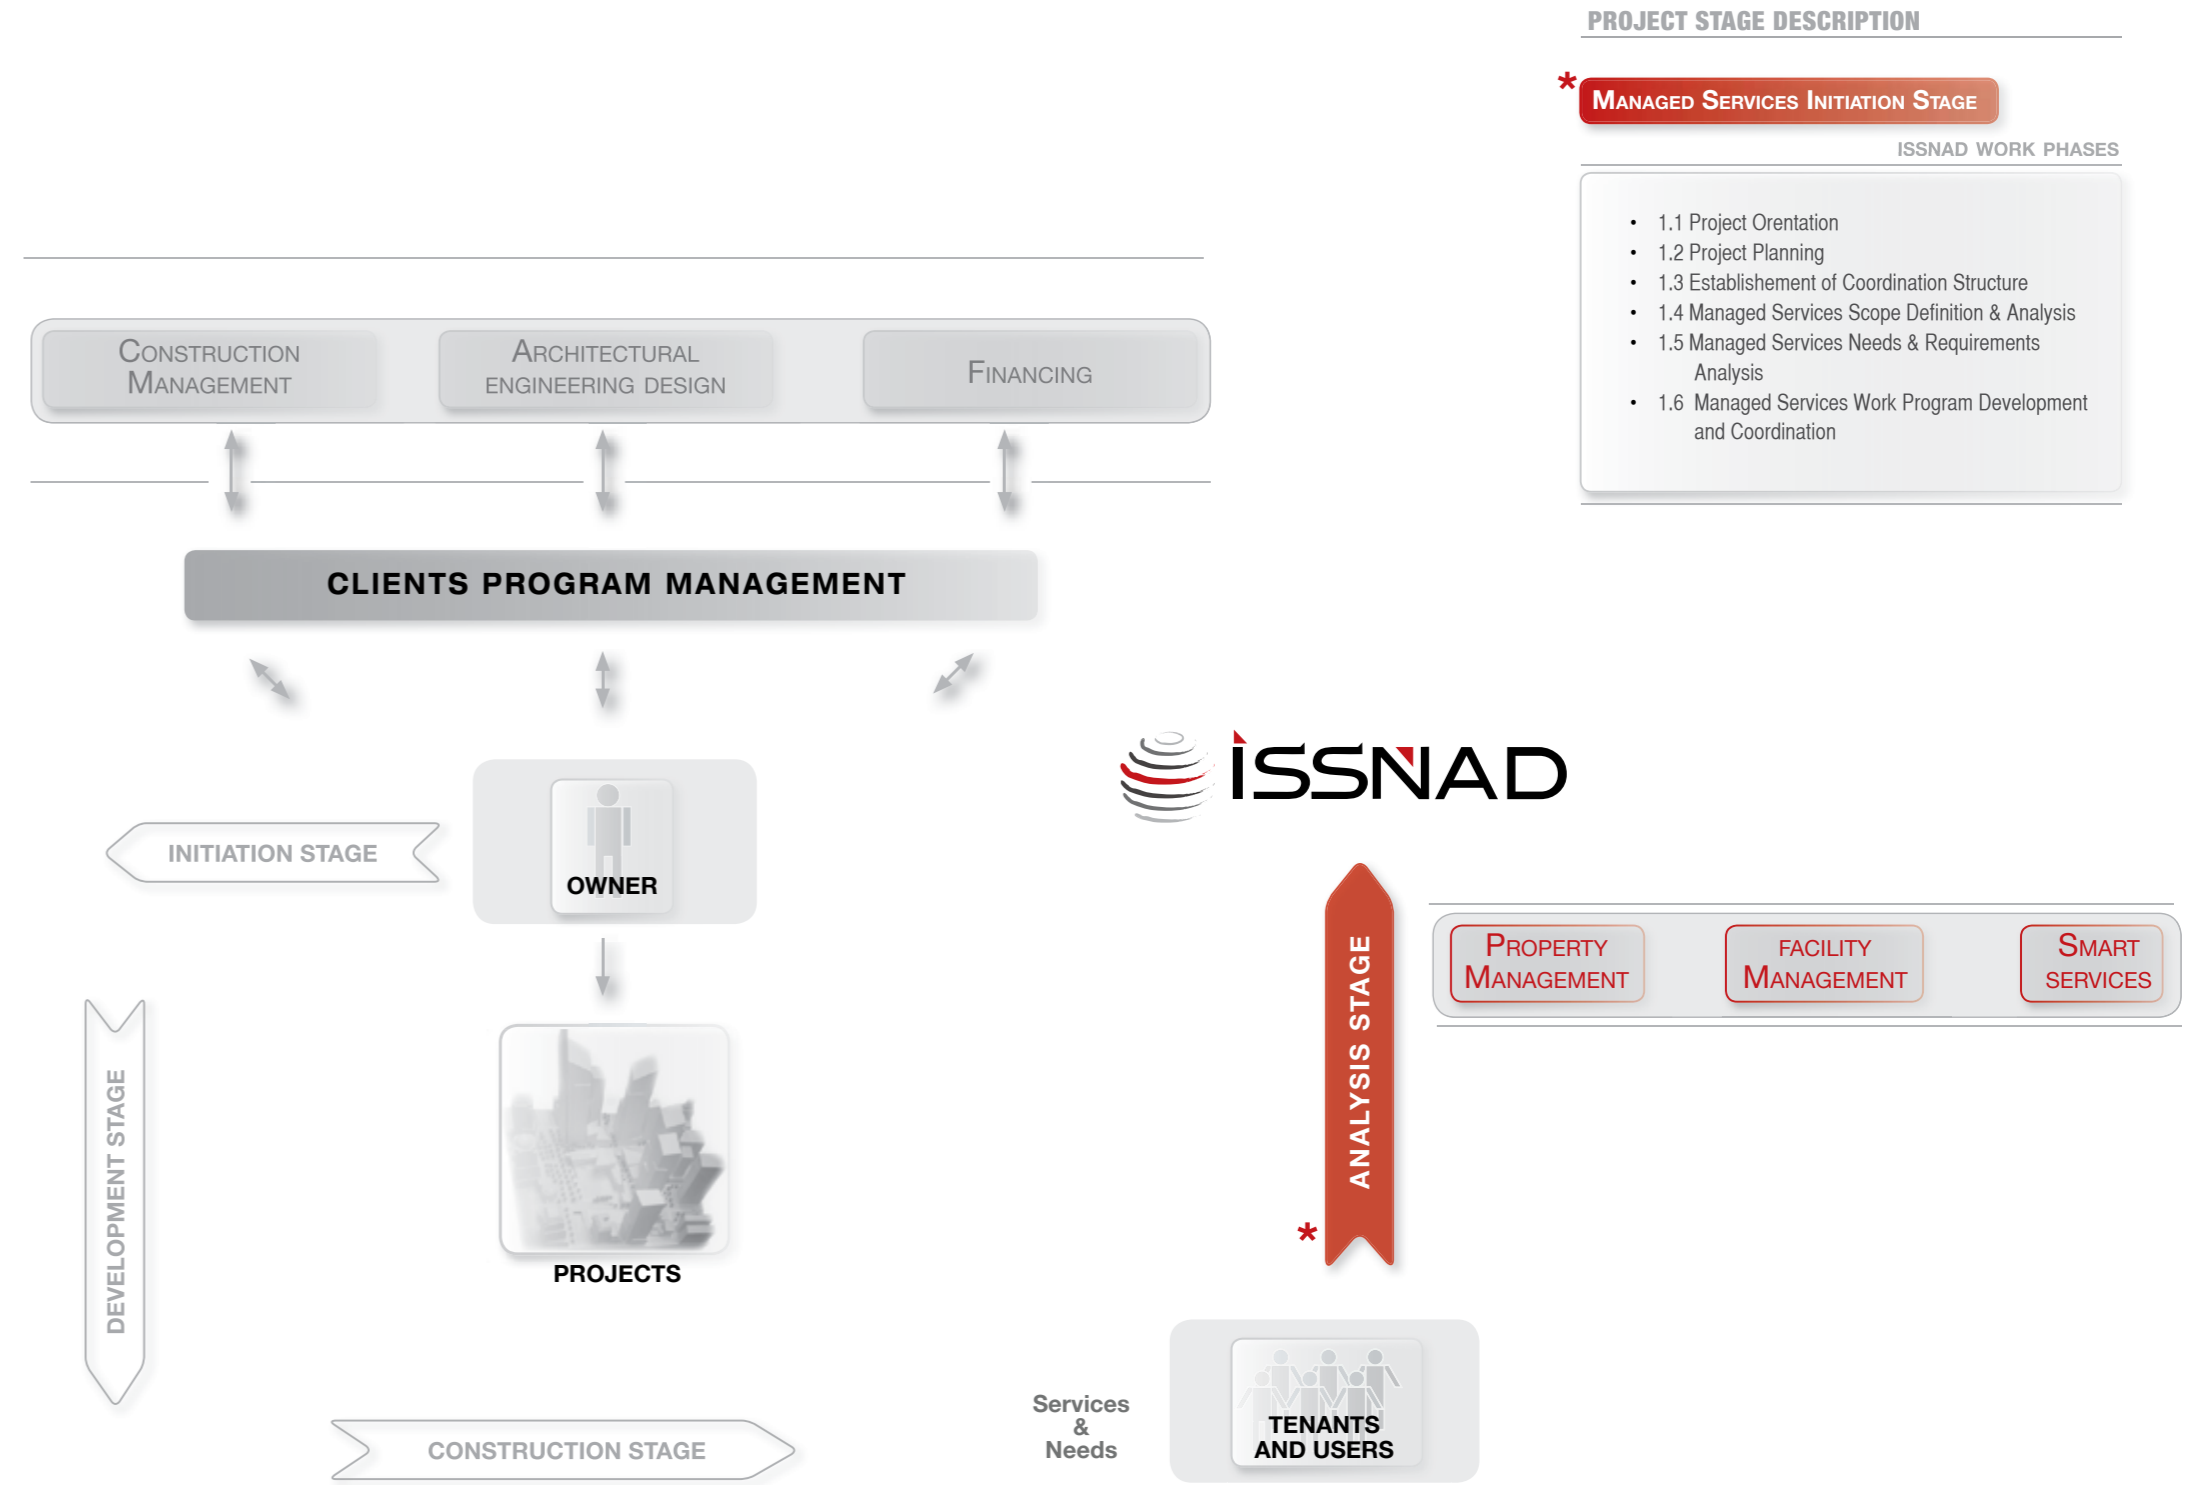 PROJECT STAGE DESCRIPTION
* MANAGED SERVICES INITIATION STAGE
ISSNAD WORK PHASES
• 1.1 Project Orentation
• 1.2 Project Planning
• 1.3 Establishement of Coordination Structure
• 1.4 Managed Services Scope Definition & Analysis
• 1.5 Managed Services Needs & Requirements
Analysis
• 1.6 Managed Services Work Program Development
and Coordination
CONSTRUCTION
MANAGEMENT
ARCHITECTURAL
ENGINEERING DESIGN
FINANCING
CLIENTS PROGRAM MANAGEMENT
ISSNAD
INITIATION STAGE
OWNER
PROPERTY
MANAGEMENT
FACILITY
MANAGEMENT
SMART
SERVICES
ANALYSIS STAGE
*
DEVELOPMENT STAGE
PROJECTS
CONSTRUCTION STAGE
Services
&
Needs
TENANTS
AND USERS